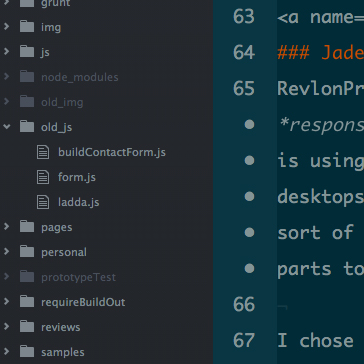 grunt
img
js
node_modules
old_img
old_js
buildContactForm.js
form.js
ladda.js
pages
personal
prototypeTest
requireBuildOut
reviews
samples
63 <a name=
64 ### Jade
65 RevlonPr
• *respons
• is using
• desktops
• sort of
• parts to
66 ¬
67 I chose